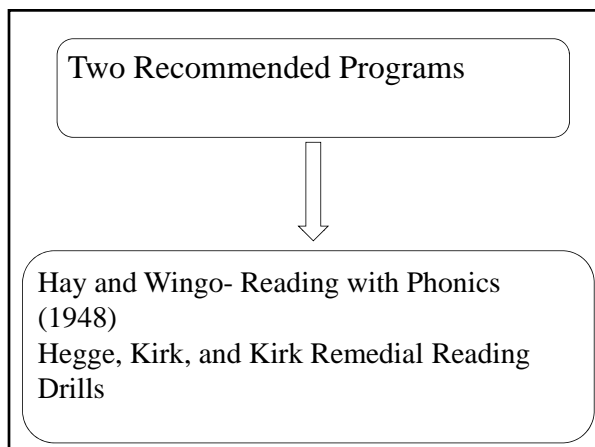 Two Recommended Programs
Hay and Wingo- Reading with Phonics
(1948)
Hegge, Kirk, and Kirk Remedial Reading
Drills